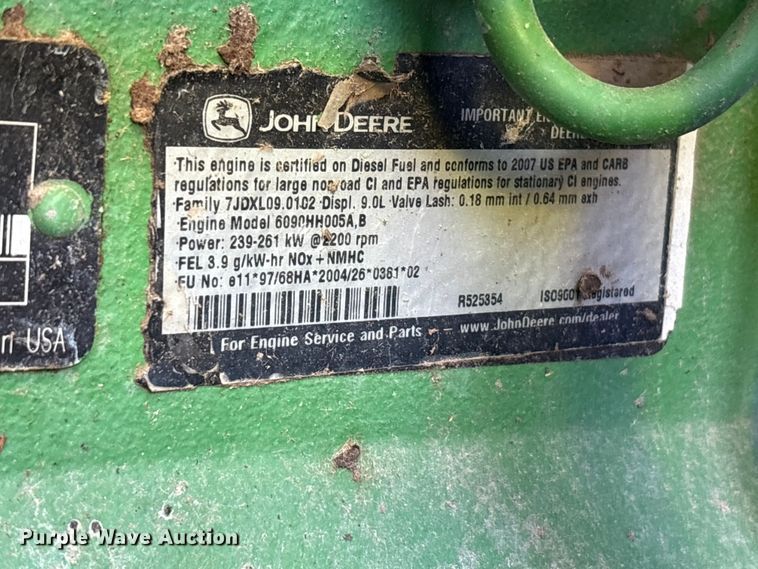 JOHN DEERE
IMPORTANT
DEERE
·This engine is certified on Diesel Fuel and conforms to 2007 US EPA and CARB
regulations for large nonroad CI and EPA regulations for stationary CI engines.
·Family 7JDXL09.0102 ·Displ. 9.0L ·Valve Lash: 0.18 mm int / 0.64 mm exh
·Engine Model 6090HH005A,B
·Power: 239-261 kW @2200 rpm
·FEL 3.9 g/kW-hr NOx+NMHC
·EU No: e11*97/68HA*2004/26*0361*02
R525354 ISO9001 Registered
For Engine Service and Parts – www.JohnDeere.com/dealer
USA
Purple Wave Auction